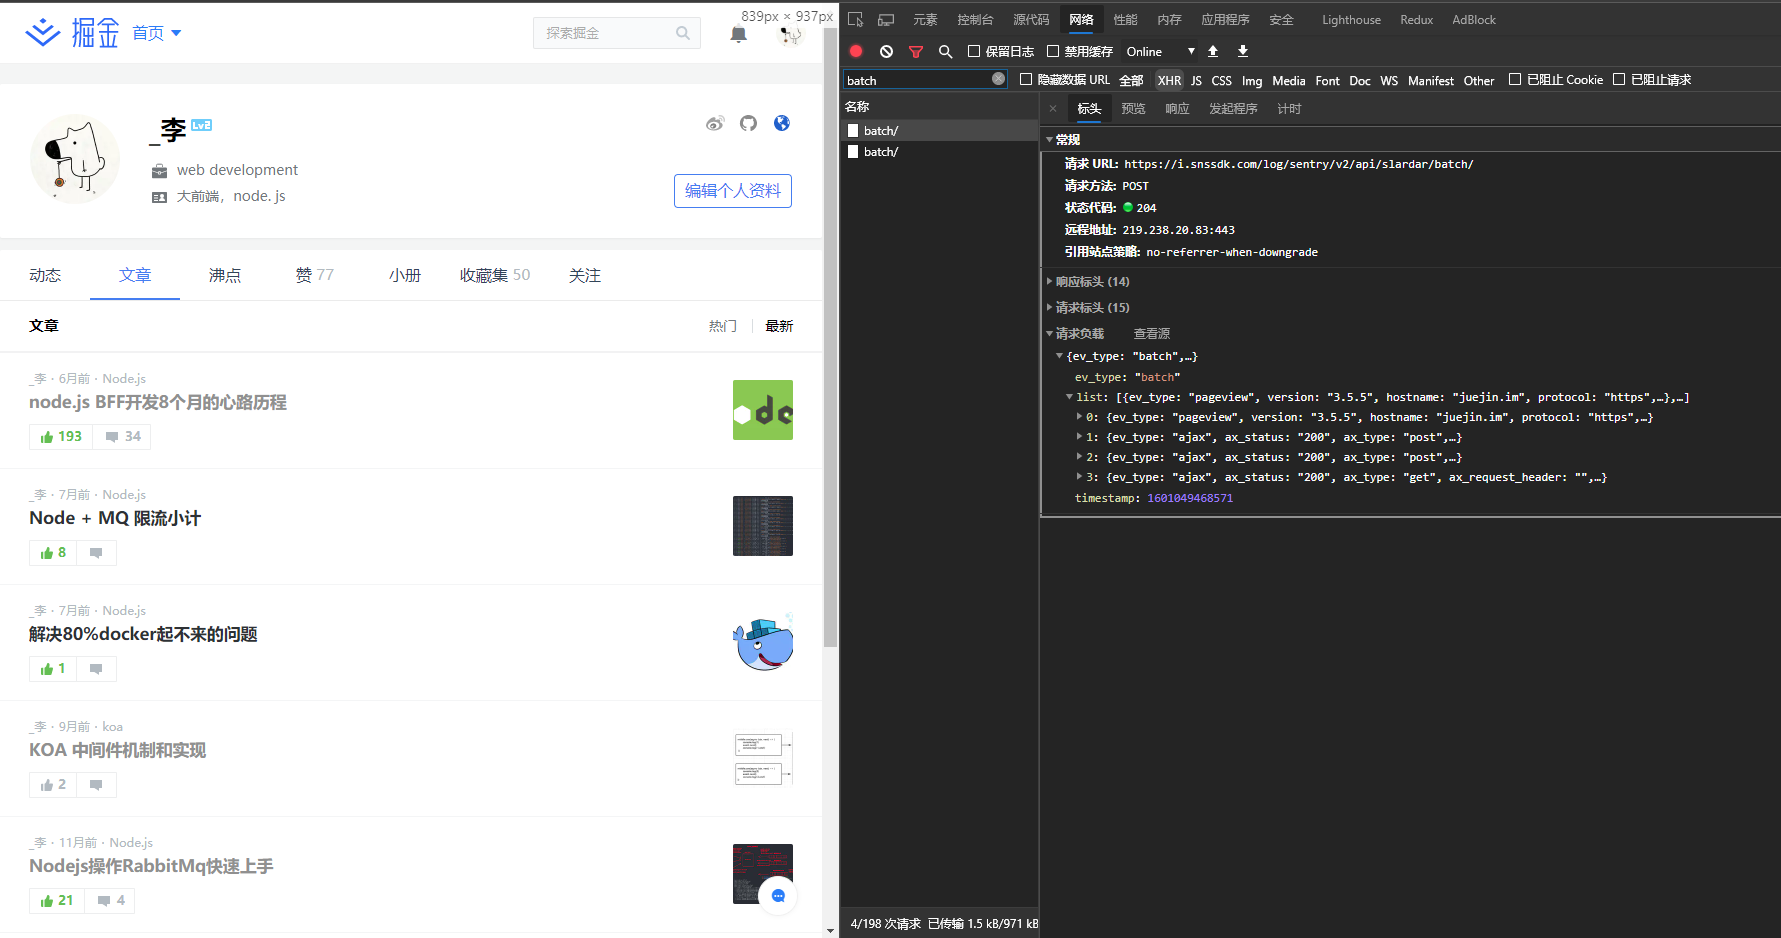 掘金 首页
探索掘金
839px × 937px
_李 Lv2
web development
大前端，node. js
编辑个人资料
动态 文章 沸点 赞 77 小册 收藏集 50 关注
文章
热门 最新
_李 · 6月前 · Node.js
node.js BFF开发8个月的心路历程
193 34
_李 · 7月前 · Node.js
Node + MQ 限流小计
8
_李 · 7月前 · Node.js
解决80%docker起不来的问题
1
_李 · 9月前 · koa
KOA 中间件机制和实现
2
_李 · 11月前 · Node.js
Nodejs操作RabbitMq快速上手
21 4
元素 控制台 源代码 网络 性能 内存 应用程序 安全 Lighthouse Redux AdBlock
保留日志 禁用缓存 Online
batch 隐藏数据 URL 全部 XHR JS CSS Img Media Font Doc WS Manifest Other 已阻止 Cookie 已阻止请求
名称
batch/
batch/
4/198 次请求 已传输 1.5 kB/971 kB
标头 预览 响应 发起程序 计时
常规
请求 URL: https://i.snssdk.com/log/sentry/v2/api/slardar/batch/
请求方法: POST
状态代码: 204
远程地址: 219.238.20.83:443
引用站点策略: no-referrer-when-downgrade
响应标头 (14)
请求标头 (15)
请求负载 查看源
{ev_type: "batch",…}
ev_type: "batch"
list: [{ev_type: "pageview", version: "3.5.5", hostname: "juejin.im", protocol: "https",…},…]
0: {ev_type: "pageview", version: "3.5.5", hostname: "juejin.im", protocol: "https",…}
1: {ev_type: "ajax", ax_status: "200", ax_type: "post",…}
2: {ev_type: "ajax", ax_status: "200", ax_type: "post",…}
3: {ev_type: "ajax", ax_status: "200", ax_type: "get", ax_request_header: "",…}
timestamp: 1601049468571